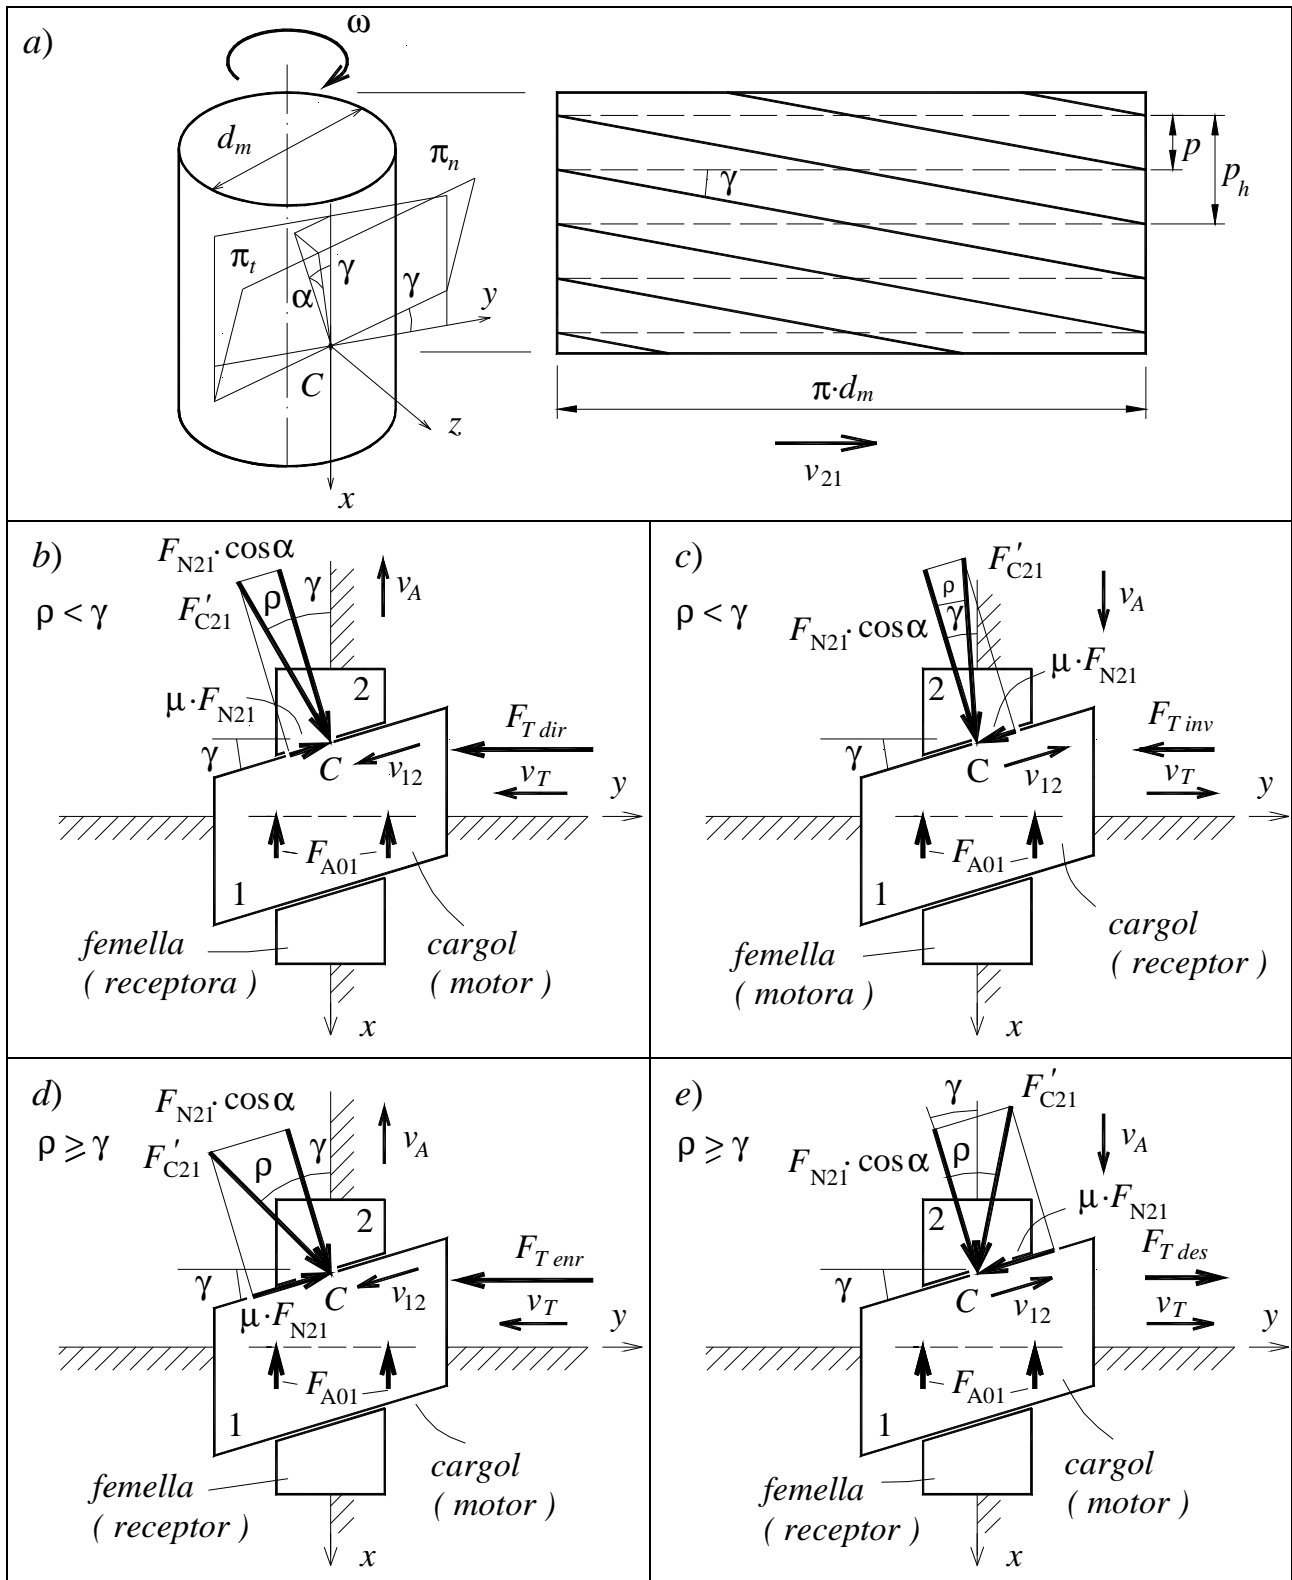 a)
ω
d_m
π_n
π_t
γ
α
γ
y
C
z
x
γ
p
p_h
π·d_m
v_21
b)
ρ < γ
F_N21·cosα
γ
v_A
F'_C21
ρ
2
μ·F_N21
F_T dir
γ
C
v_12
v_T
y
F_A01
1
femella
( receptora )
cargol
( motor )
x
c)
ρ < γ
F'_C21
ρ
γ
v_A
F_N21·cosα
2
μ·F_N21
F_T inv
γ
C
v_12
v_T
y
F_A01
1
femella
( motora )
cargol
( receptor )
x
d)
ρ ≥ γ
F_N21·cosα
γ
v_A
F'_C21
ρ
2
F_T enr
γ
C
v_12
μ·F_N21
v_T
y
F_A01
1
femella
( receptor )
cargol
( motor )
x
e)
ρ ≥ γ
γ
F'_C21
v_A
F_N21·cosα
ρ
2
μ·F_N21
F_T des
γ
C
v_12
v_T
y
F_A01
1
femella
( receptor )
cargol
( motor )
x